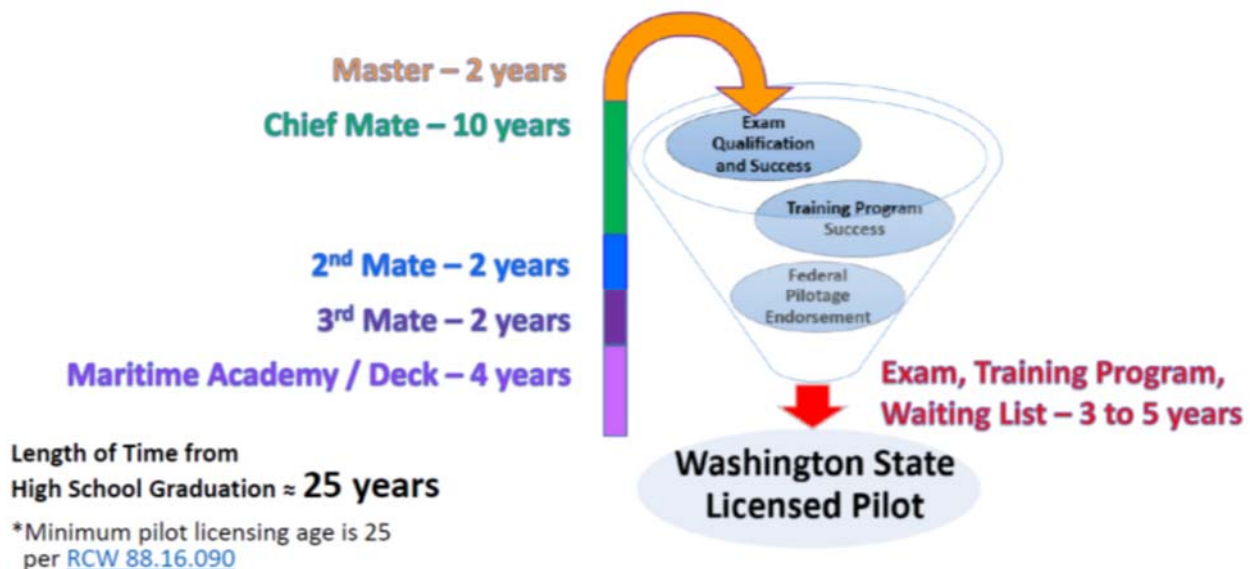 Master – 2 years
Chief Mate – 10 years
2nd Mate – 2 years
3rd Mate – 2 years
Maritime Academy / Deck – 4 years
Length of Time from
High School Graduation ≈ 25 years
*Minimum pilot licensing age is 25
per RCW 88.16.090
Exam
Qualification
and Success
Training Program
Success
Federal
Pilotage
Endorsement
Exam, Training Program,
Waiting List – 3 to 5 years
Washington State
Licensed Pilot